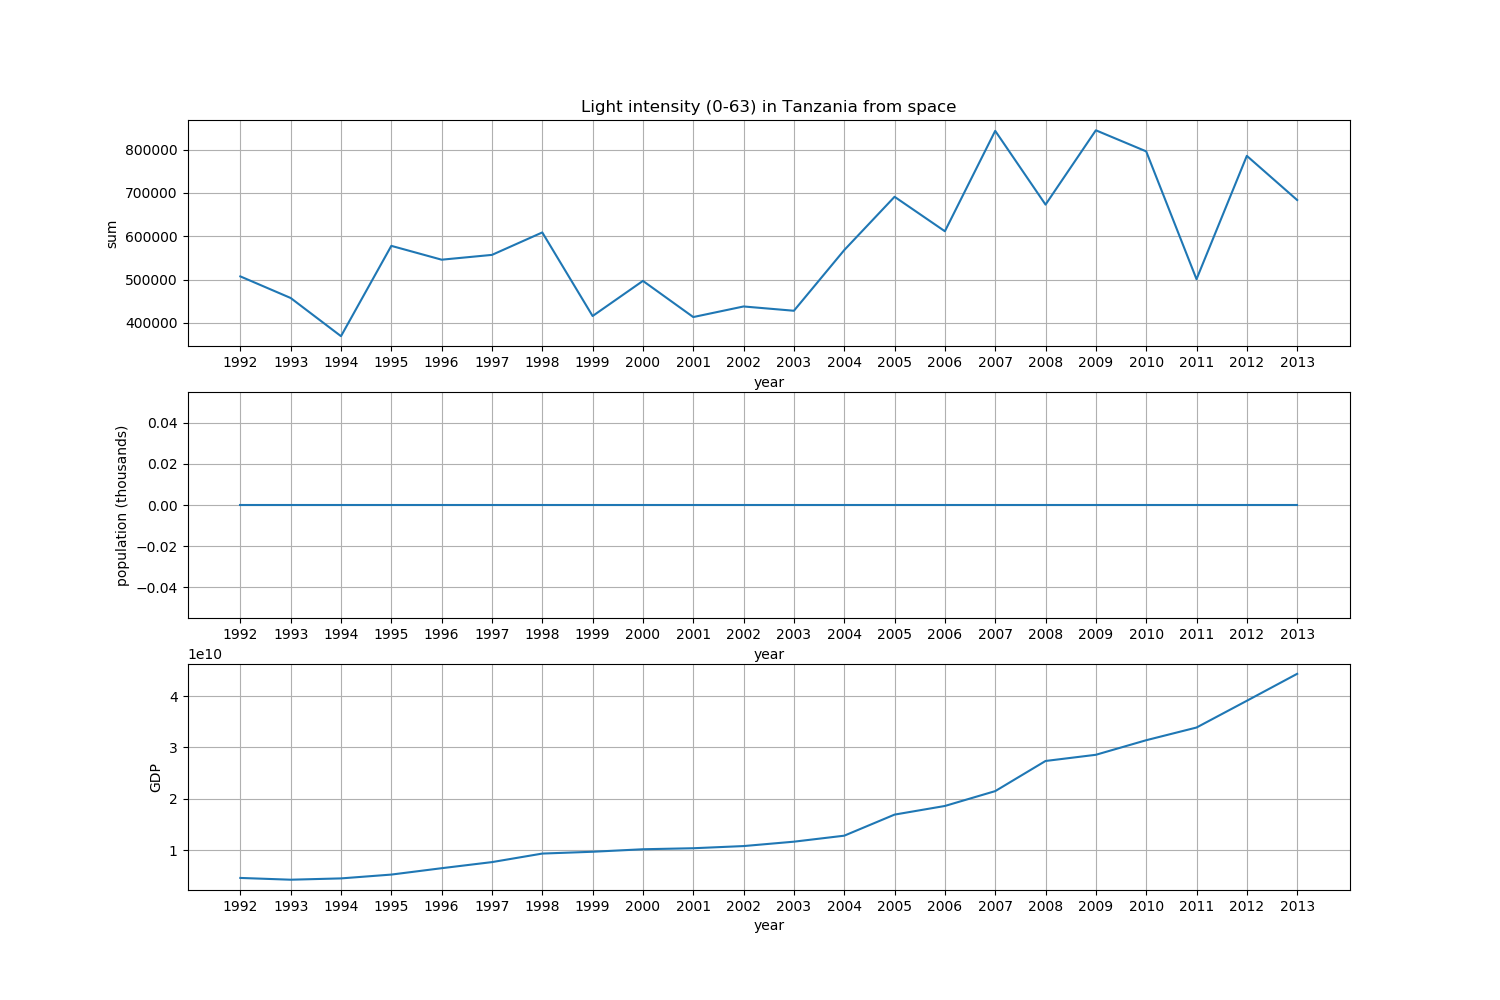 Light intensity (0-63) in Tanzania from space
800000
700000
600000
500000
400000
sum
1992 1993 1994 1995 1996 1997 1998 1999 2000 2001 2002 2003 2004 2005 2006 2007 2008 2009 2010 2011 2012 2013
year
0.04
0.02
0.00
−0.02
−0.04
population (thousands)
1992 1993 1994 1995 1996 1997 1998 1999 2000 2001 2002 2003 2004 2005 2006 2007 2008 2009 2010 2011 2012 2013
year
1e10
4
3
2
1
GDP
1992 1993 1994 1995 1996 1997 1998 1999 2000 2001 2002 2003 2004 2005 2006 2007 2008 2009 2010 2011 2012 2013
year